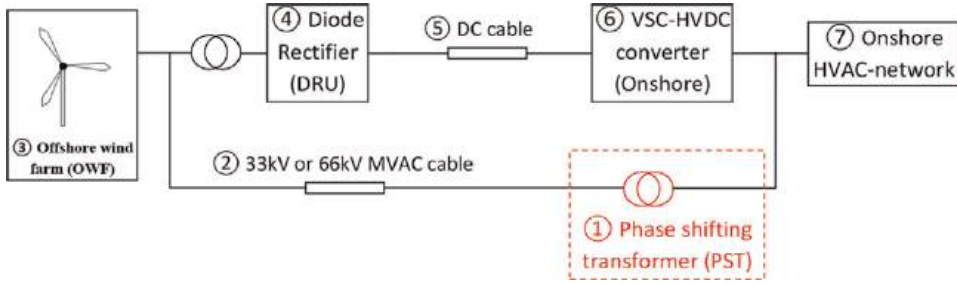 ④ Diode
Rectifier
(DRU)
⑤ DC cable
⑥ VSC-HVDC
converter
(Onshore)
⑦ Onshore
HVAC-network
③ Offshore wind
farm (OWF)
② 33kV or 66kV MVAC cable
① Phase shifting
transformer (PST)